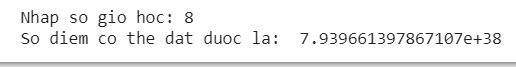 Nhap so gio hoc: 8
So diem co the dat duoc la:  7.939661397867107e+38